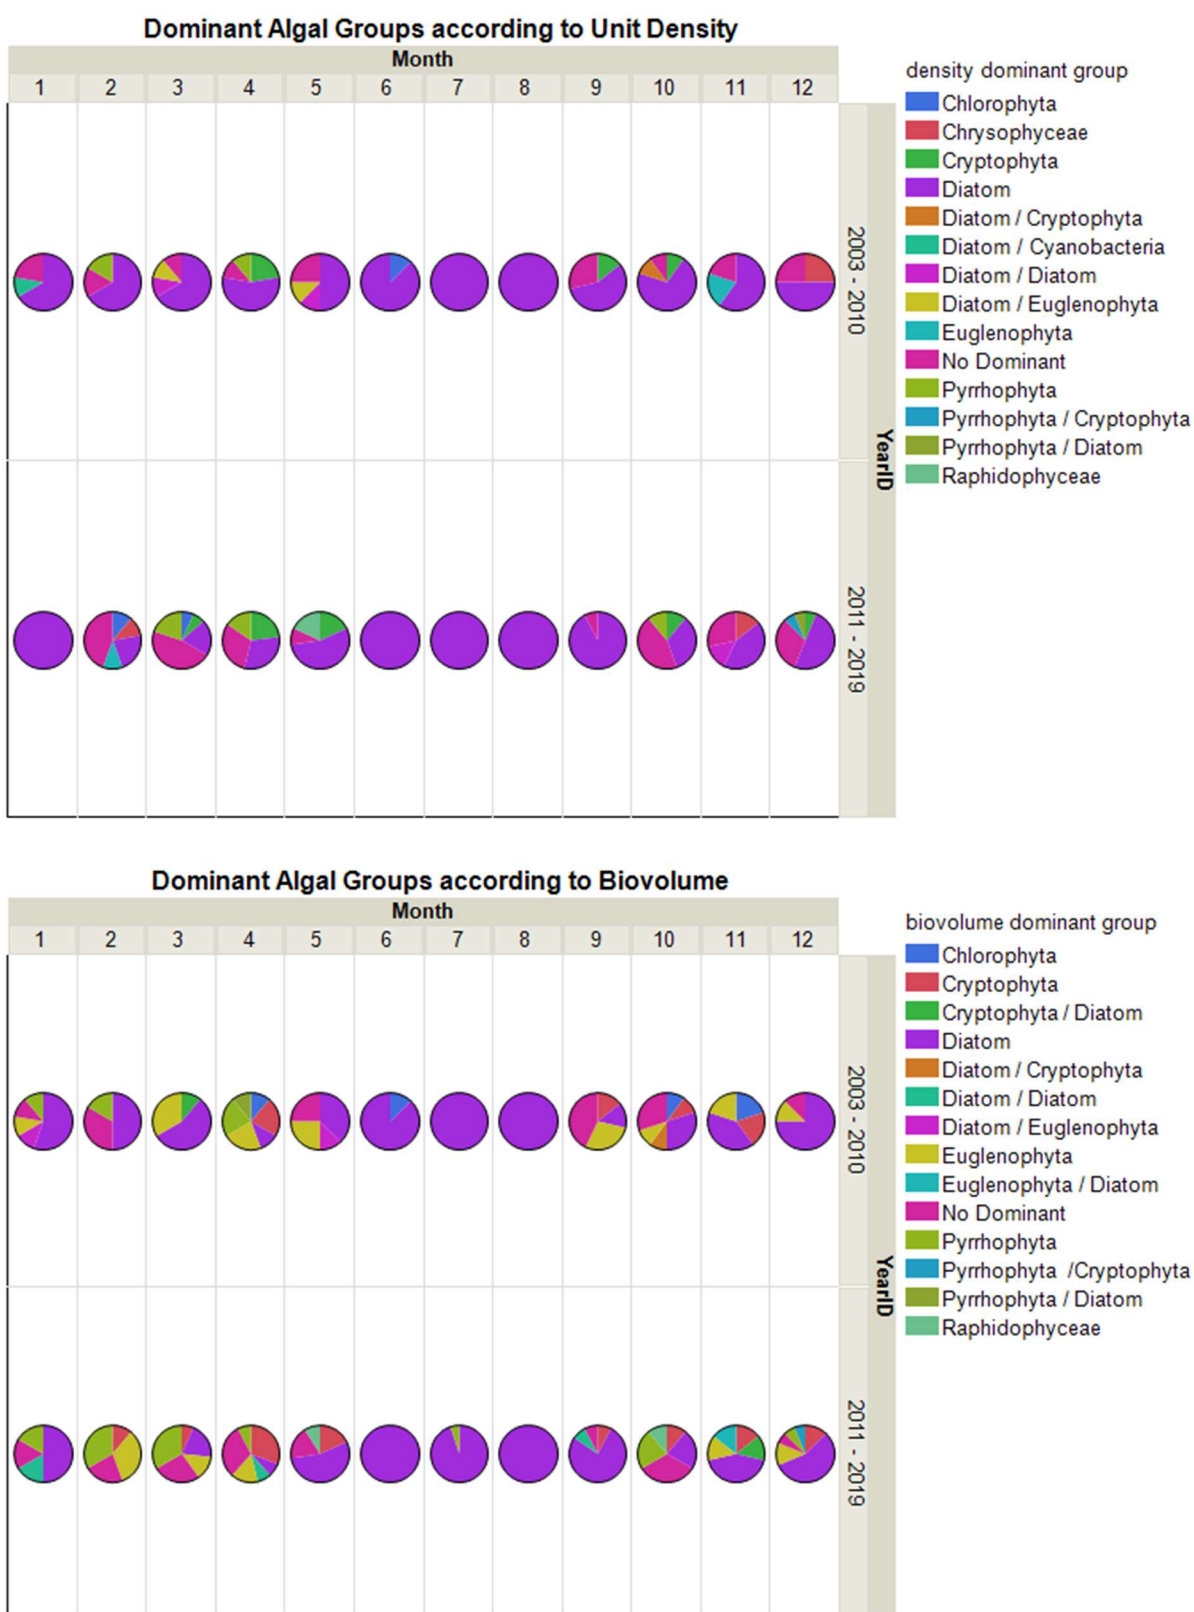 Dominant Algal Groups according to Unit Density
Month
1 2 3 4 5 6 7 8 9 10 11 12
2003 - 2010
2011 - 2019
YearID
density dominant group
Chlorophyta
Chrysophyceae
Cryptophyta
Diatom
Diatom / Cryptophyta
Diatom / Cyanobacteria
Diatom / Diatom
Diatom / Euglenophyta
Euglenophyta
No Dominant
Pyrrhophyta
Pyrrhophyta / Cryptophyta
Pyrrhophyta / Diatom
Raphidophyceae
Dominant Algal Groups according to Biovolume
Month
1 2 3 4 5 6 7 8 9 10 11 12
2003 - 2010
2011 - 2019
YearID
biovolume dominant group
Chlorophyta
Cryptophyta
Cryptophyta / Diatom
Diatom
Diatom / Cryptophyta
Diatom / Diatom
Diatom / Euglenophyta
Euglenophyta
Euglenophyta / Diatom
No Dominant
Pyrrhophyta
Pyrrhophyta /Cryptophyta
Pyrrhophyta / Diatom
Raphidophyceae